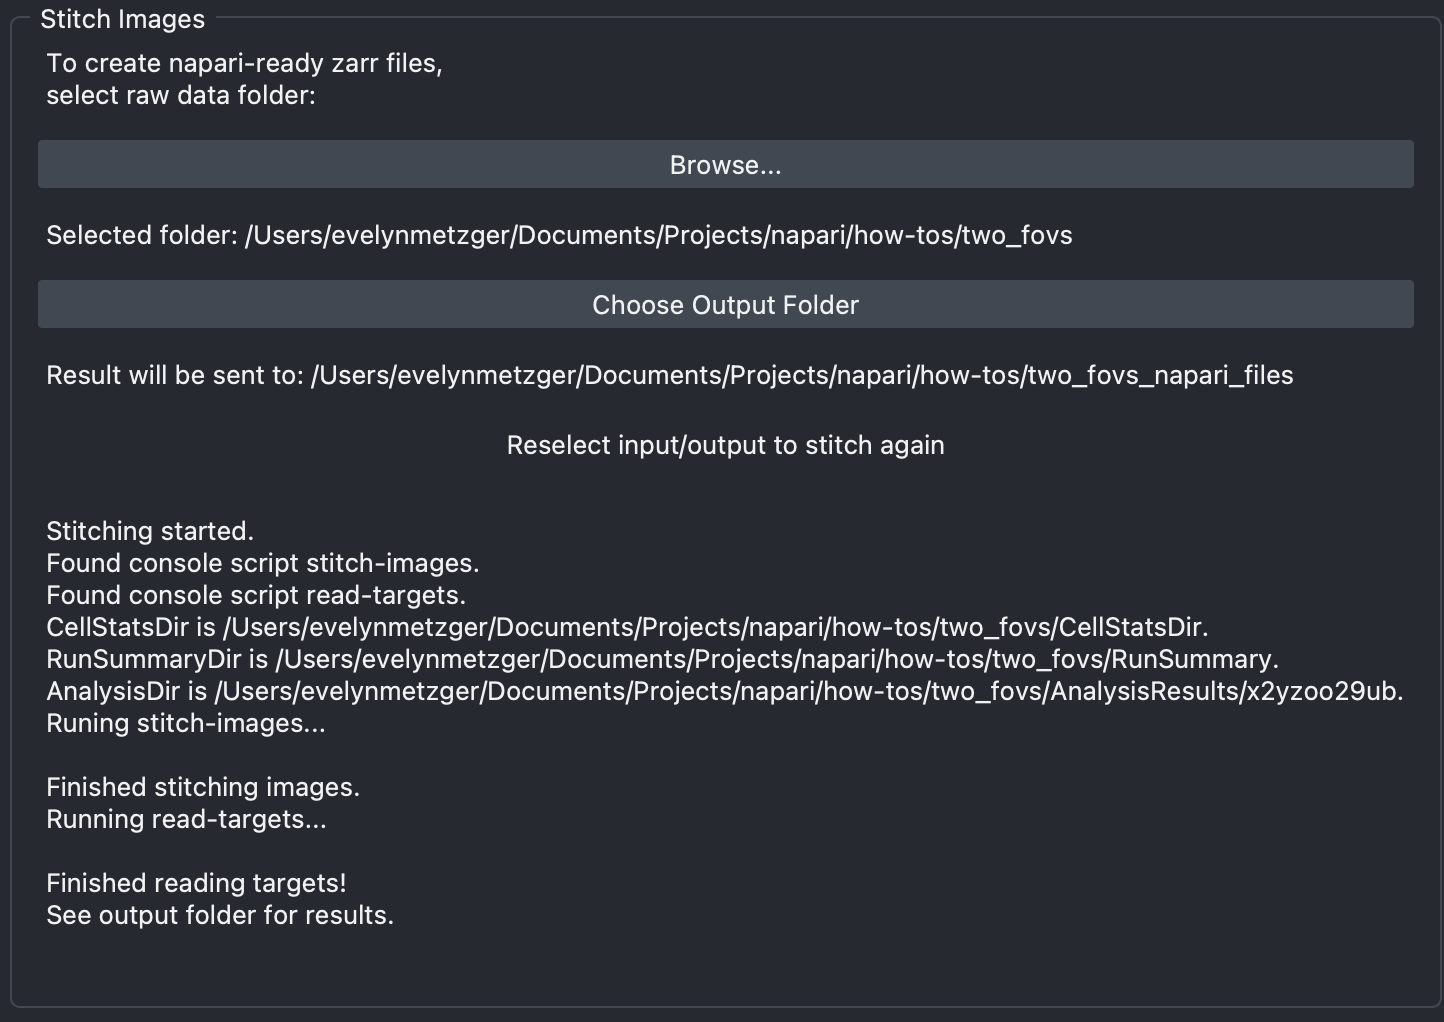 Stitch Images
To create napari-ready zarr files,
select raw data folder:
Browse...
Selected folder: /Users/evelynmetzger/Documents/Projects/napari/how-tos/two_fovs
Choose Output Folder
Result will be sent to: /Users/evelynmetzger/Documents/Projects/napari/how-tos/two_fovs_napari_files
Reselect input/output to stitch again
Stitching started.
Found console script stitch-images.
Found console script read-targets.
CellStatsDir is /Users/evelynmetzger/Documents/Projects/napari/how-tos/two_fovs/CellStatsDir.
RunSummaryDir is /Users/evelynmetzger/Documents/Projects/napari/how-tos/two_fovs/RunSummary.
AnalysisDir is /Users/evelynmetzger/Documents/Projects/napari/how-tos/two_fovs/AnalysisResults/x2yzoo29ub.
Runing stitch-images...
Finished stitching images.
Running read-targets...
Finished reading targets!
See output folder for results.